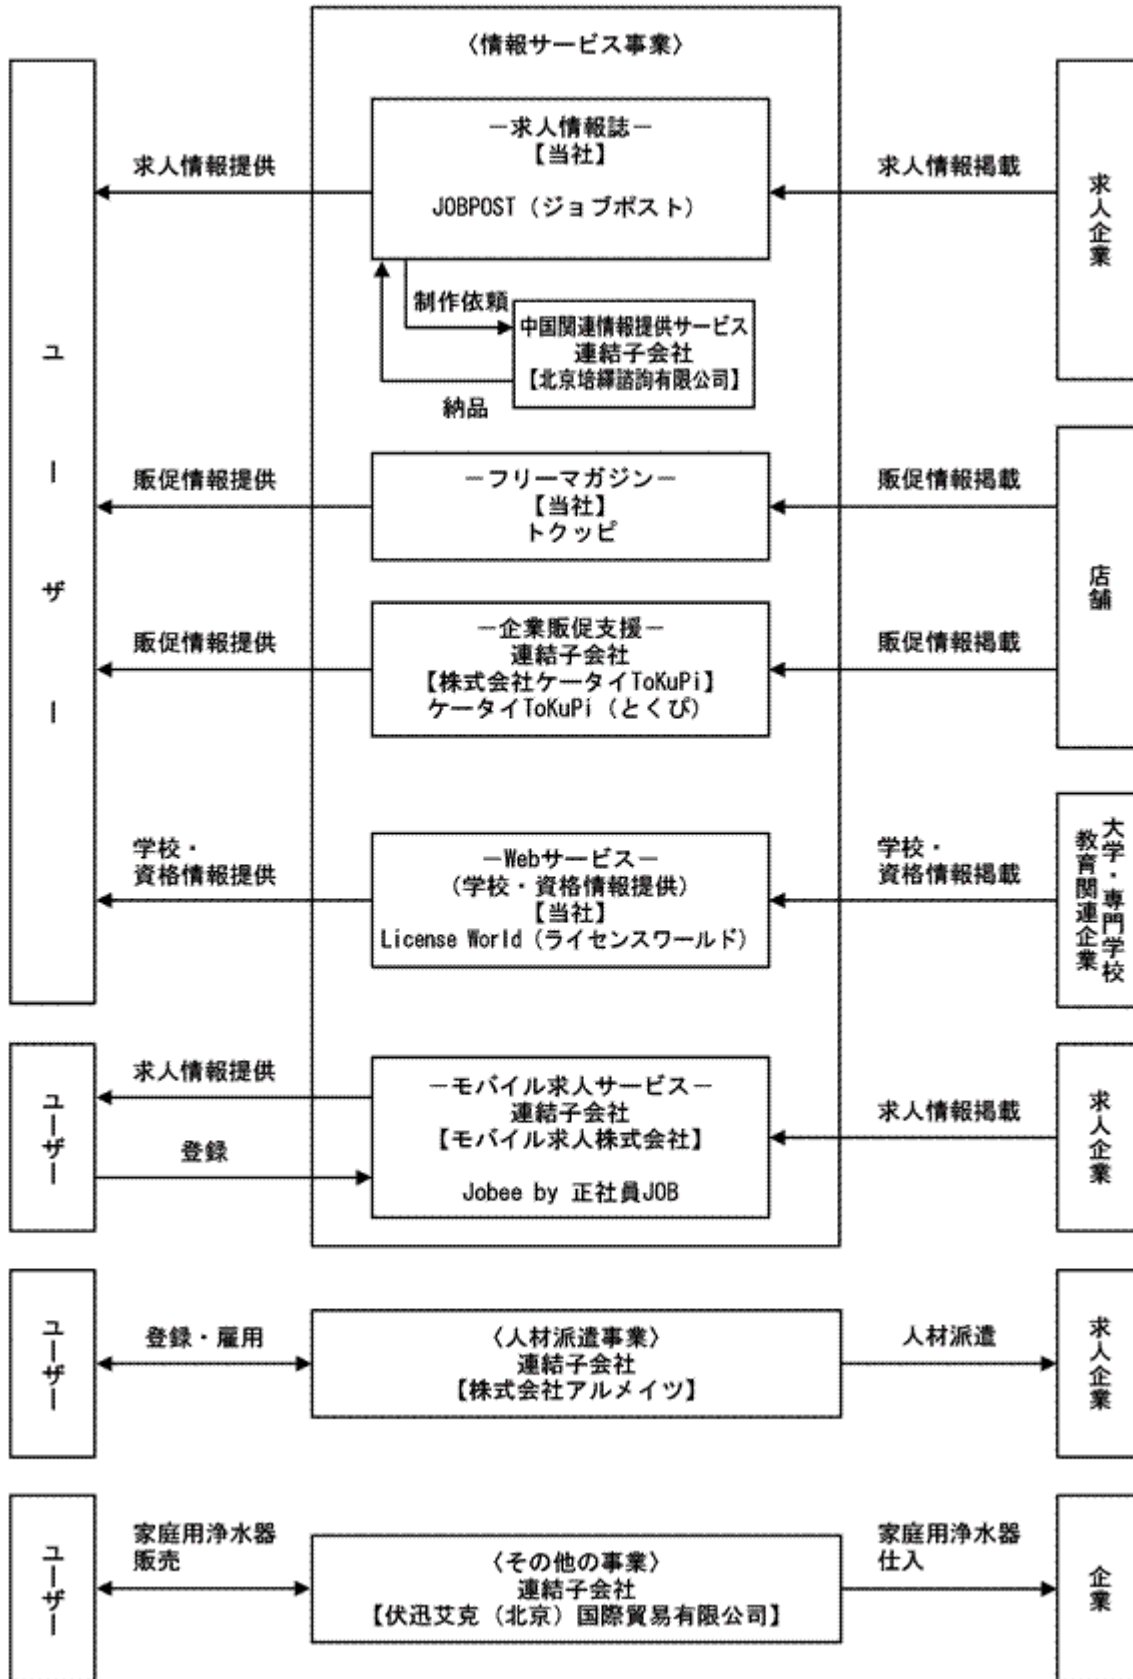 〈情報サービス事業〉
－求人情報誌－
【当社】
JOBPOST（ジョブポスト）
求人情報提供
求人情報掲載
求人企業
制作依頼
中国関連情報提供サービス
連結子会社
【北京培繹諮詢有限公司】
納品
ユーザー
販促情報提供
－フリーマガジン－
【当社】
トクッピ
販促情報掲載
店舗
販促情報提供
－企業販促支援－
連結子会社
【株式会社ケータイToKuPi】
ケータイToKuPi（とくぴ）
販促情報掲載
学校・
資格情報提供
－Webサービス－
（学校・資格情報提供）
【当社】
License World（ライセンスワールド）
学校・
資格情報掲載
大学・専門学校
教育関連企業
ユーザー
求人情報提供
登録
－モバイル求人サービス－
連結子会社
【モバイル求人株式会社】
Jobee by 正社員JOB
求人情報掲載
求人企業
ユーザー
登録・雇用
〈人材派遣事業〉
連結子会社
【株式会社アルメイツ】
人材派遣
求人企業
ユーザー
家庭用浄水器
販売
〈その他の事業〉
連結子会社
【伏迅艾克（北京）国際貿易有限公司】
家庭用浄水器
仕入
企業